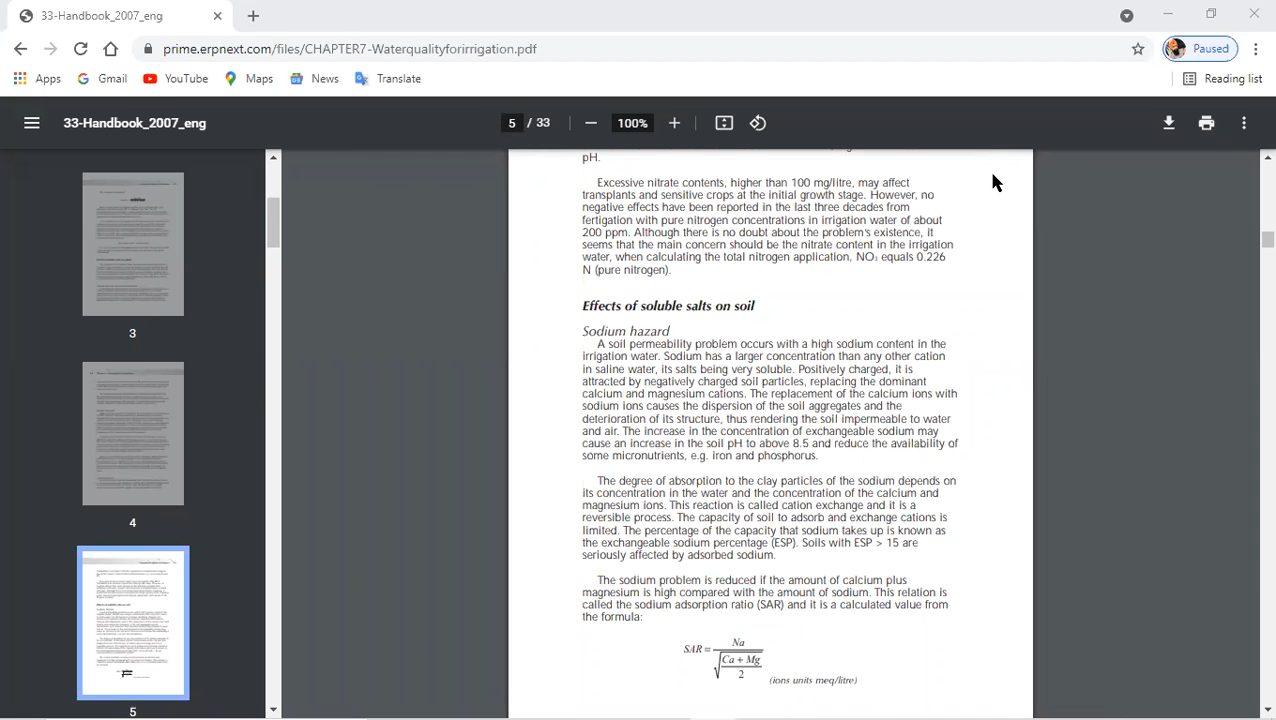 33-Handbook_2007_eng
prime.erpnext.com/files/CHAPTER7-Waterqualityforirrigation.pdf
Paused
Apps Gmail YouTube Maps News Translate Reading list
33-Handbook_2007_eng 5 / 33 100%
3
4
5
pH.
Excessive nitrate contents, higher than 100 mg/litre, may affect
transplants and sensitive crops at the initial growth stage. However, no
negative effects have been reported in the last three decades from
fertigation with pure nitrogen concentrations in irrigation water of about
200 ppm. Although there is no doubt about the problem's existence, it
seems that the main concern should be the nitrate content in the irrigation
water, when calculating the total nitrogen application, NO₃ equals 0.226
N (pure nitrogen).
Effects of soluble salts on soil
Sodium hazard
A soil permeability problem occurs with a high sodium content in the
irrigation water. Sodium has a larger concentration than any other cation
in saline water, its salts being very soluble. Positively charged, it is
attracted by negatively charged soil particles, replacing the dominant
calcium and magnesium cations. The replacement of the calcium ions with
sodium ions causes the dispersion of the soil aggregates and the
deterioration of its structure, thus rendering the soil impermeable to water
and air. The increase in the concentration of exchangeable sodium may
cause an increase in the soil pH to above 8.5 and reduce the availability of
some micronutrients, e.g. iron and phosphorus.
The degree of absorption to the clay particles of the sodium depends on
its concentration in the water and the concentration of the calcium and
magnesium ions. This reaction is called cation exchange and it is a
reversible process. The capacity of soil to adsorb and exchange cations is
limited. The percentage of the capacity that sodium takes up is known as
the exchangeable sodium percentage (ESP). Soils with ESP > 15 are
seriously affected by adsorbed sodium.
The sodium problem is reduced if the amount of calcium plus
magnesium is high compared with the amount of sodium. This relation is
called the sodium adsorption ratio (SAR) and it is a calculated value from
the formula:
Na
SAR =
√ Ca + Mg
2
(ions units meq/litre)